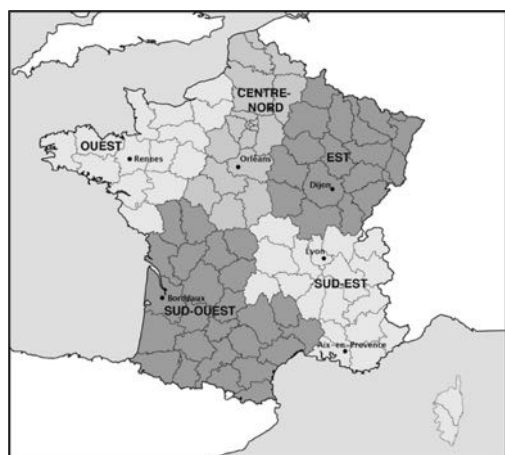 CENTRE-
NORD
OUEST
Rennes
Orléans
EST
Dijon
Lyon
SUD-EST
Bordeaux
SUD-OUEST
Aix-en-Provence